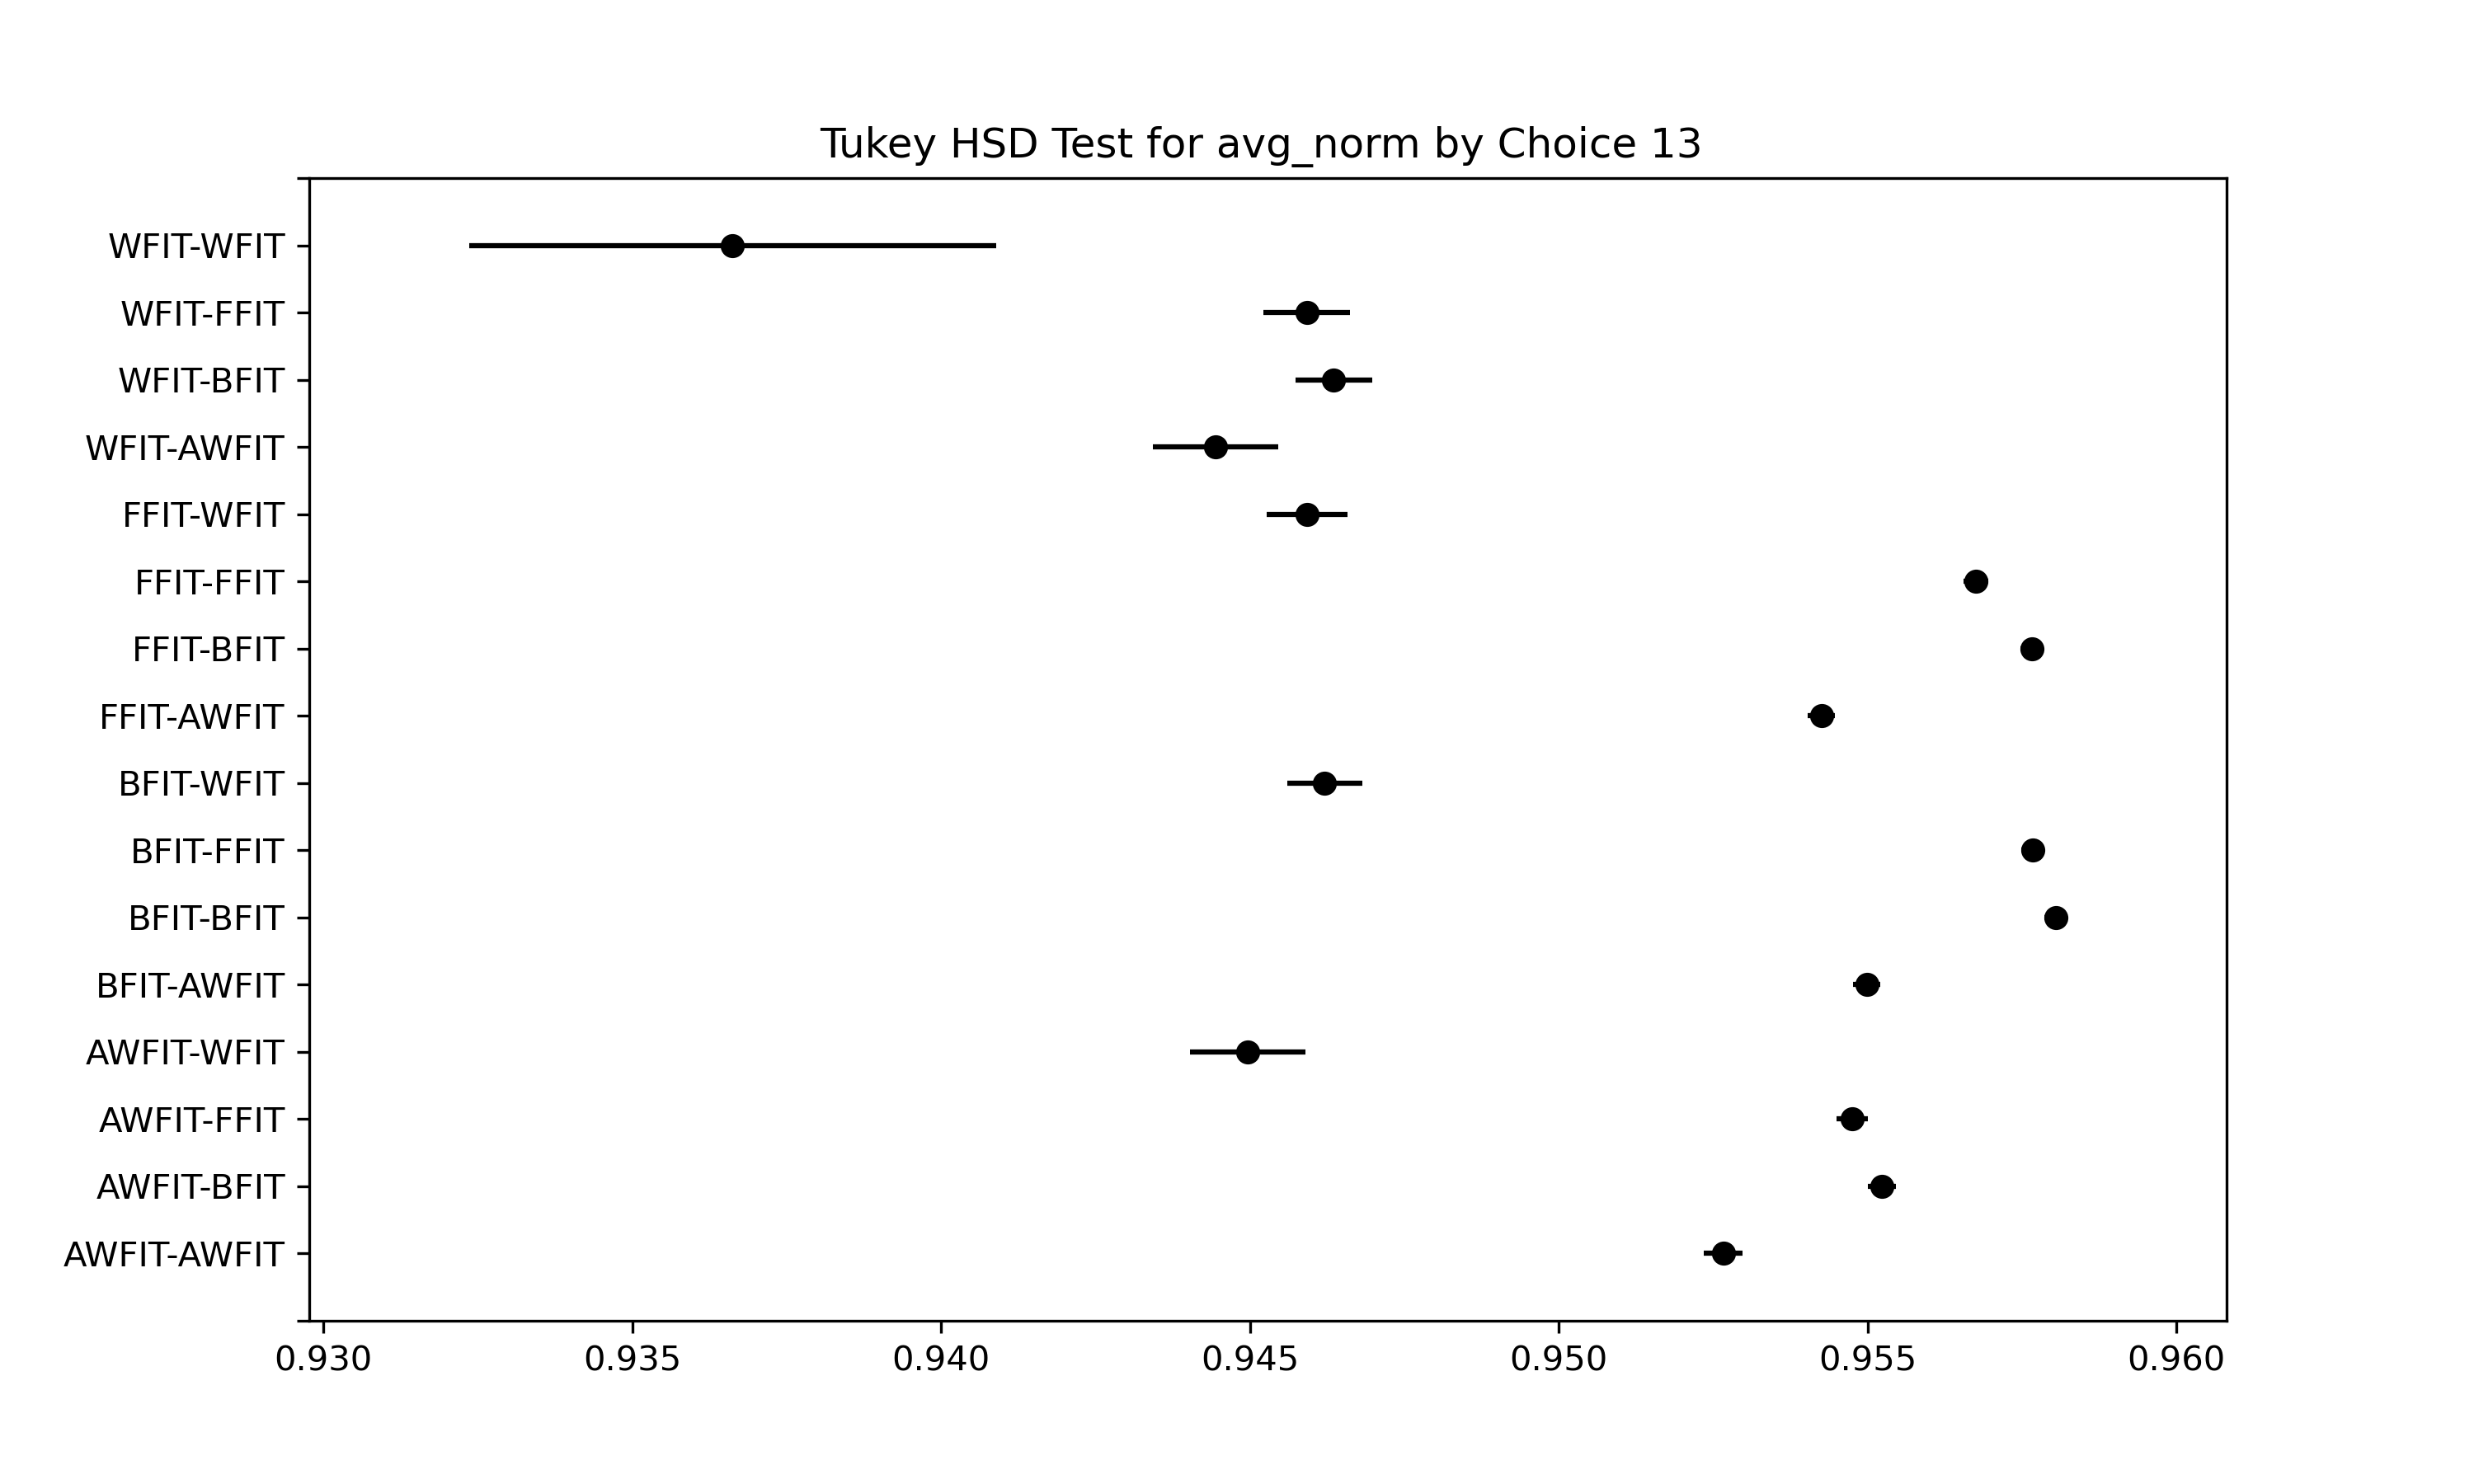 Tukey HSD Test for avg_norm by Choice 13
WFIT-WFIT
WFIT-FFIT
WFIT-BFIT
WFIT-AWFIT
FFIT-WFIT
FFIT-FFIT
FFIT-BFIT
FFIT-AWFIT
BFIT-WFIT
BFIT-FFIT
BFIT-BFIT
BFIT-AWFIT
AWFIT-WFIT
AWFIT-FFIT
AWFIT-BFIT
AWFIT-AWFIT
0.930 0.935 0.940 0.945 0.950 0.955 0.960